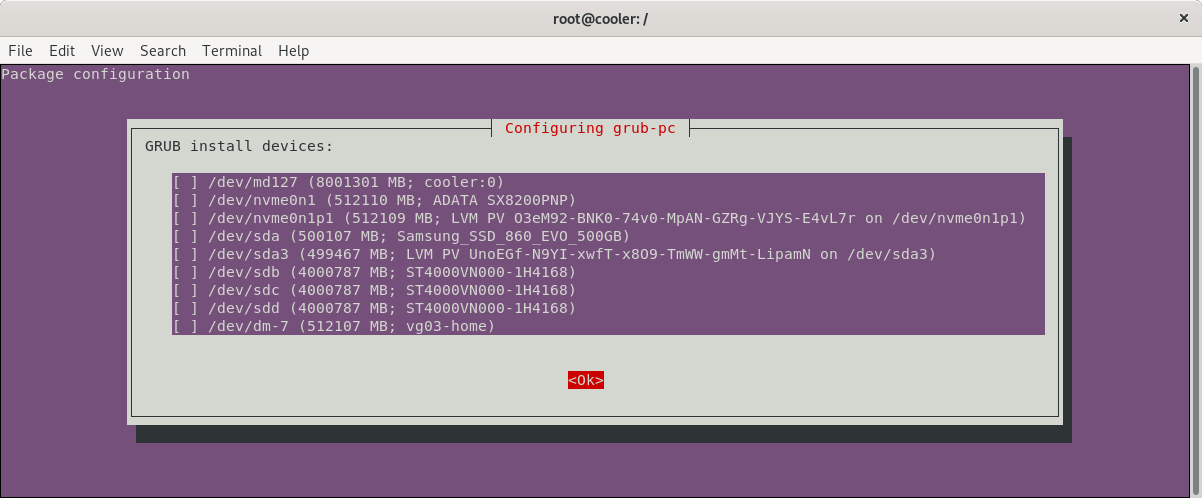 root@cooler: /
×
File Edit View Search Terminal Help
Package configuration
Configuring grub-pc
GRUB install devices:
[ ] /dev/md127 (8001301 MB; cooler:0)
[ ] /dev/nvme0n1 (512110 MB; ADATA SX8200PNP)
[ ] /dev/nvme0n1p1 (512109 MB; LVM PV O3eM92-BNK0-74v0-MpAN-GZRg-VJYS-E4vL7r on /dev/nvme0n1p1)
[ ] /dev/sda (500107 MB; Samsung_SSD_860_EVO_500GB)
[ ] /dev/sda3 (499467 MB; LVM PV UnoEGf-N9YI-xwfT-x8O9-TmWW-gmMt-LipamN on /dev/sda3)
[ ] /dev/sdb (4000787 MB; ST4000VN000-1H4168)
[ ] /dev/sdc (4000787 MB; ST4000VN000-1H4168)
[ ] /dev/sdd (4000787 MB; ST4000VN000-1H4168)
[ ] /dev/dm-7 (512107 MB; vg03-home)
<Ok>